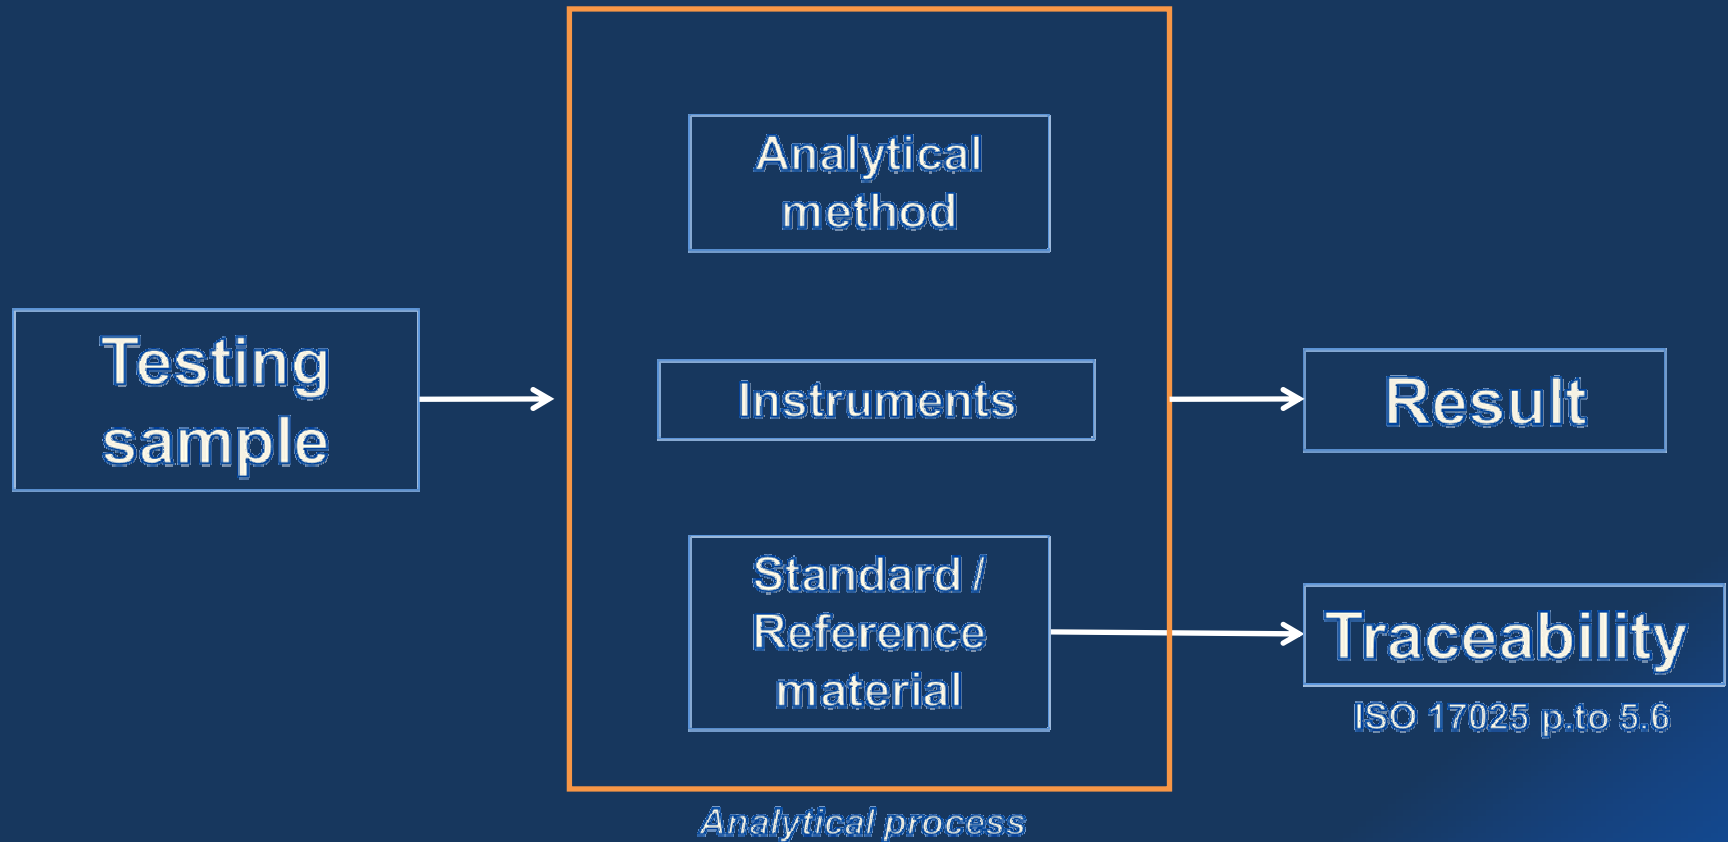 Testing
sample
Analytical
method
Instruments
Standard /
Reference
material
Analytical process
Result
Traceability
ISO 17025 p.to 5.6